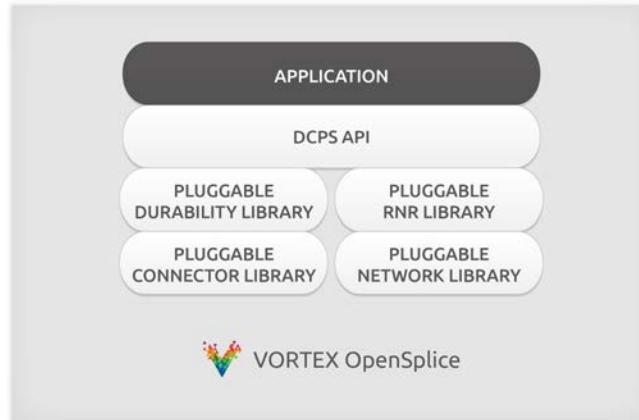 APPLICATION
DCPS API
PLUGGABLE
DURABILITY LIBRARY
PLUGGABLE
RNR LIBRARY
PLUGGABLE
CONNECTOR LIBRARY
PLUGGABLE
NETWORK LIBRARY
VORTEX OpenSplice